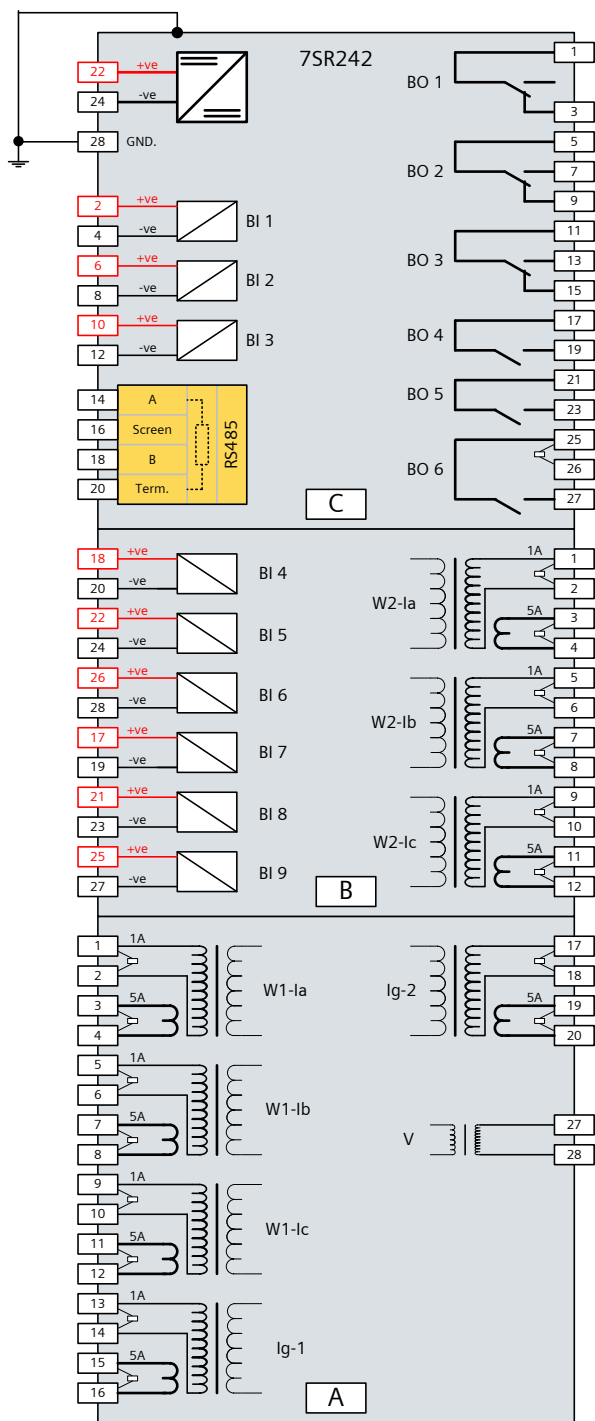 7SR242
22 +ve
24 -ve
28 GND.
2 +ve
4 -ve
BI 1
6 +ve
8 -ve
BI 2
10 +ve
12 -ve
BI 3
14 A
16 Screen
18 B
20 Term.
RS485
BO 1
1
3
BO 2
5
7
9
BO 3
11
13
15
BO 4
17
19
BO 5
21
23
BO 6
25
26
27
C
18 +ve
20 -ve
BI 4
22 +ve
24 -ve
BI 5
26 +ve
28 -ve
BI 6
17 +ve
19 -ve
BI 7
21 +ve
23 -ve
BI 8
25 +ve
27 -ve
BI 9
W2-Ia
1A 1
2
5A 3
4
W2-Ib
1A 5
6
5A 7
8
W2-Ic
1A 9
10
5A 11
12
B
1 1A
2
3 5A
4
W1-Ia
5 1A
6
7 5A
8
W1-Ib
9 1A
10
11 5A
12
W1-Ic
13 1A
14
15 5A
16
Ig-1
Ig-2
17
18
5A 19
20
V
27
28
A